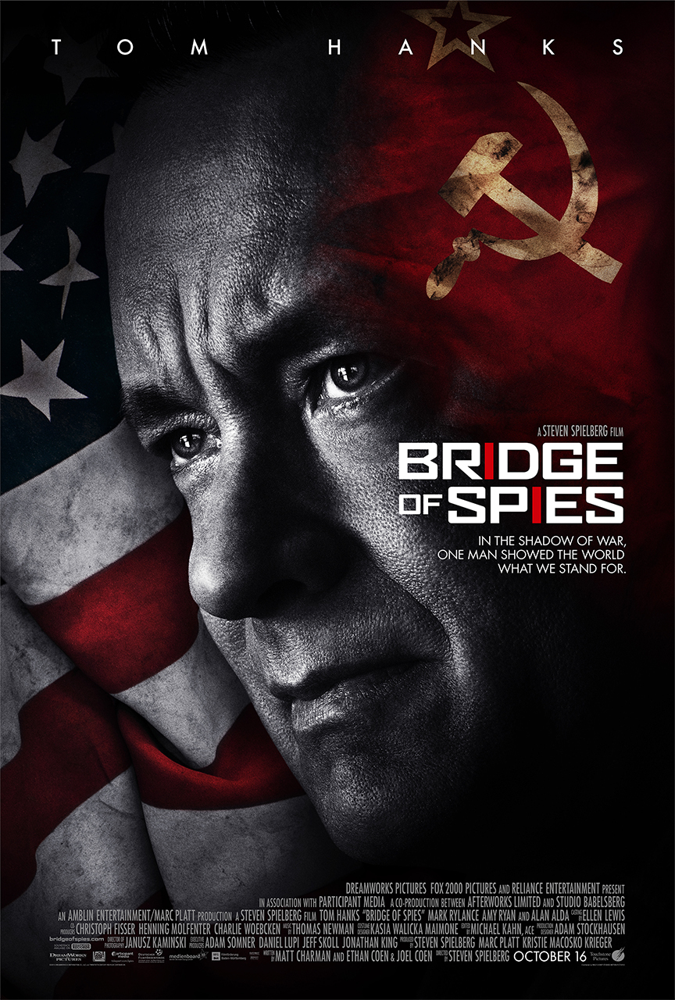 TOM HANKS
A STEVEN SPIELBERG FILM
BRIDGE
OF SPIES
IN THE SHADOW OF WAR,
ONE MAN SHOWED THE WORLD
WHAT WE STAND FOR.
DREAMWORKS PICTURES FOX 2000 PICTURES AND RELIANCE ENTERTAINMENT PRESENT
IN ASSOCIATION WITH PARTICIPANT MEDIA A CO-PRODUCTION BETWEEN AFTERWORKS LIMITED AND STUDIO BABELSBERG
AN AMBLIN ENTERTAINMENT/MARC PLATT PRODUCTION A STEVEN SPIELBERG FILM TOM HANKS "BRIDGE OF SPIES" MARK RYLANCE AMY RYAN AND ALAN ALDA CASTING BY ELLEN LEWIS
CO-PRODUCERS CHRISTOPH FISSER HENNING MOLFENTER CHARLIE WOEBCKEN MUSIC BY THOMAS NEWMAN COSTUME DESIGNER KASIA WALICKA MAIMONE EDITED BY MICHAEL KAHN, ACE PRODUCTION DESIGNER ADAM STOCKHAUSEN
bridgeofspies.com DIRECTOR OF PHOTOGRAPHY JANUSZ KAMINSKI EXECUTIVE PRODUCERS ADAM SOMNER DANIEL LUPI JEFF SKOLL JONATHAN KING PRODUCED BY STEVEN SPIELBERG MARC PLATT KRISTIE MACOSKO KRIEGER
DREAMWORKS PICTURES participant media medienboard WRITTEN BY MATT CHARMAN AND ETHAN COEN & JOEL COEN DIRECTED BY STEVEN SPIELBERG OCTOBER 16 Touchstone Pictures